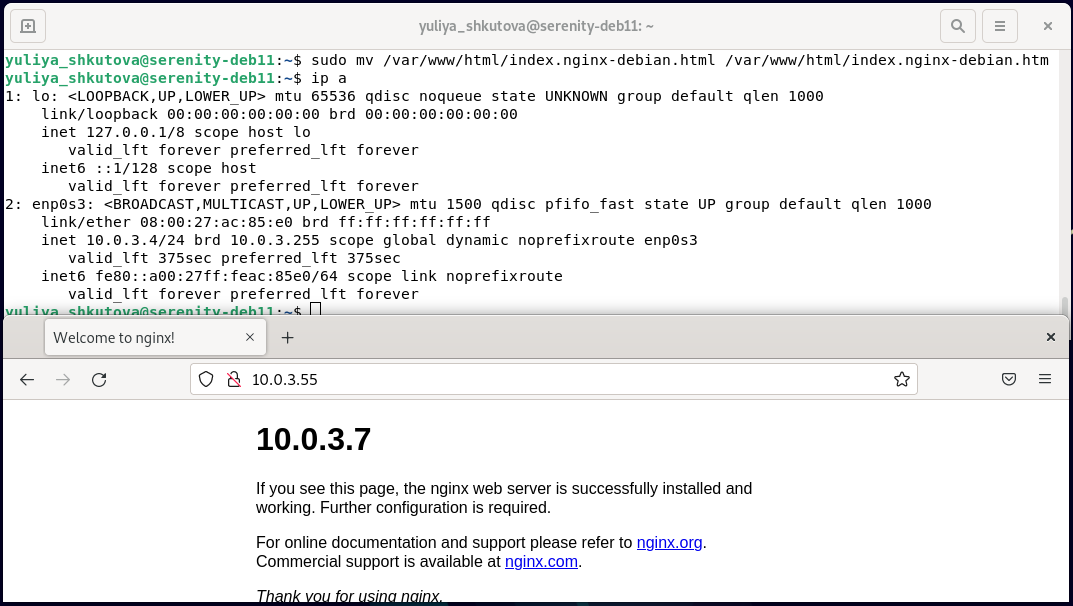 yuliya_shkutova@serenity-deb11: ~
yuliya_shkutova@serenity-deb11:~$ sudo mv /var/www/html/index.nginx-debian.html /var/www/html/index.nginx-debian.htm
yuliya_shkutova@serenity-deb11:~$ ip a
1: lo: <LOOPBACK,UP,LOWER_UP> mtu 65536 qdisc noqueue state UNKNOWN group default qlen 1000
    link/loopback 00:00:00:00:00:00 brd 00:00:00:00:00:00
    inet 127.0.0.1/8 scope host lo
       valid_lft forever preferred_lft forever
    inet6 ::1/128 scope host
       valid_lft forever preferred_lft forever
2: enp0s3: <BROADCAST,MULTICAST,UP,LOWER_UP> mtu 1500 qdisc pfifo_fast state UP group default qlen 1000
    link/ether 08:00:27:ac:85:e0 brd ff:ff:ff:ff:ff:ff
    inet 10.0.3.4/24 brd 10.0.3.255 scope global dynamic noprefixroute enp0s3
       valid_lft 375sec preferred_lft 375sec
    inet6 fe80::a00:27ff:feac:85e0/64 scope link noprefixroute
       valid_lft forever preferred_lft forever
yuliya_shkutova@serenity-deb11:~$
Welcome to nginx!
10.0.3.55
10.0.3.7
If you see this page, the nginx web server is successfully installed and
working. Further configuration is required.
For online documentation and support please refer to nginx.org.
Commercial support is available at nginx.com.
Thank you for using nginx.